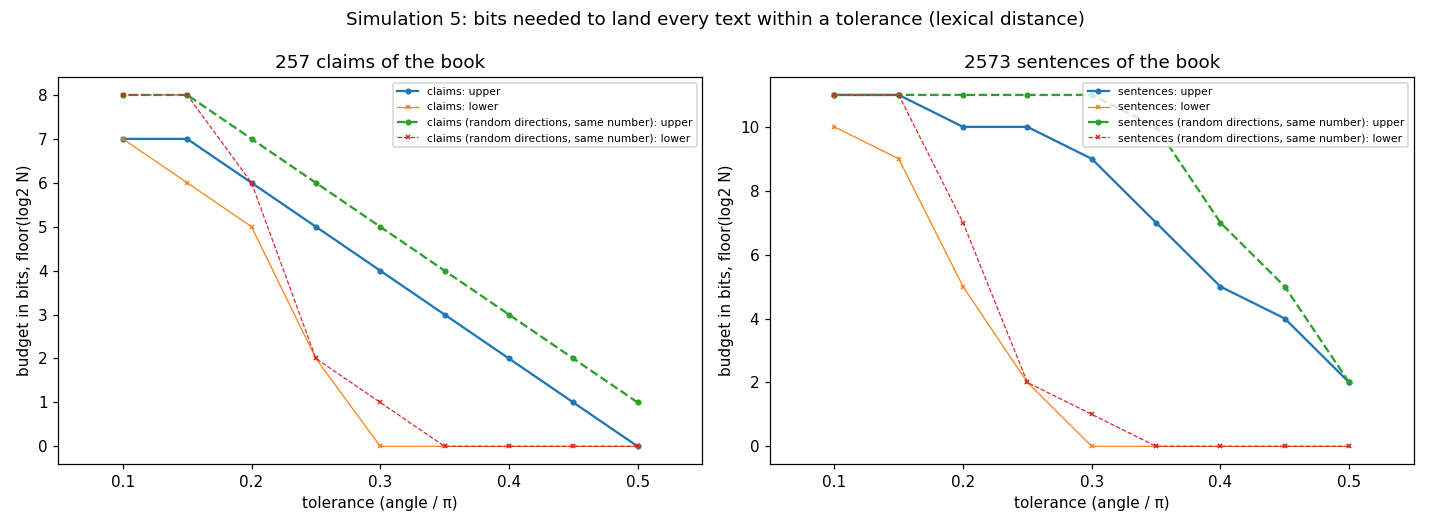 Simulation 5: bits needed to land every text within a tolerance (lexical distance)
257 claims of the book
budget in bits, floor(log2 N)
8
7
6
5
4
3
2
1
0
claims: upper
claims: lower
claims (random directions, same number): upper
claims (random directions, same number): lower
0.1 0.2 0.3 0.4 0.5
tolerance (angle / π)
2573 sentences of the book
budget in bits, floor(log2 N)
10
8
6
4
2
0
sentences: upper
sentences: lower
sentences (random directions, same number): upper
sentences (random directions, same number): lower
0.1 0.2 0.3 0.4 0.5
tolerance (angle / π)